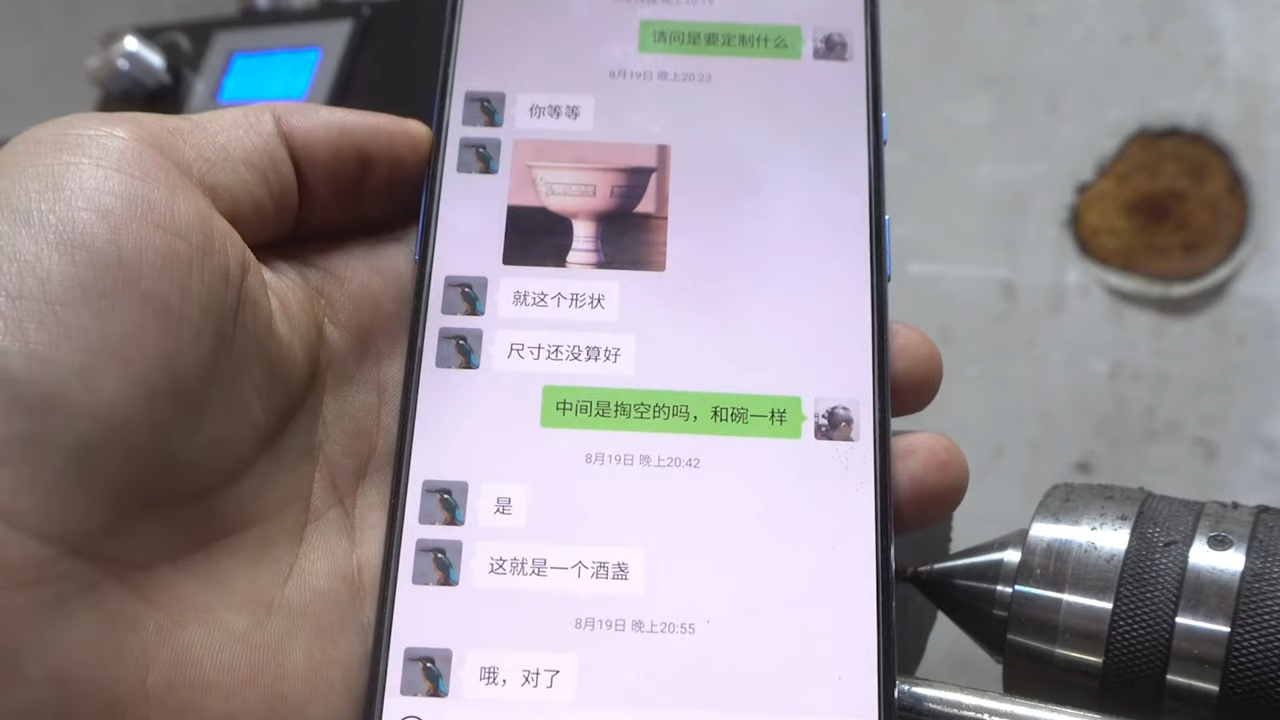 请问是要定制什么
8月19日 晚上20:23
你等等
就这个形状
尺寸还没算好
中间是掏空的吗，和碗一样
8月19日 晚上20:42
是
这就是一个酒盏
8月19日 晚上20:55
哦，对了